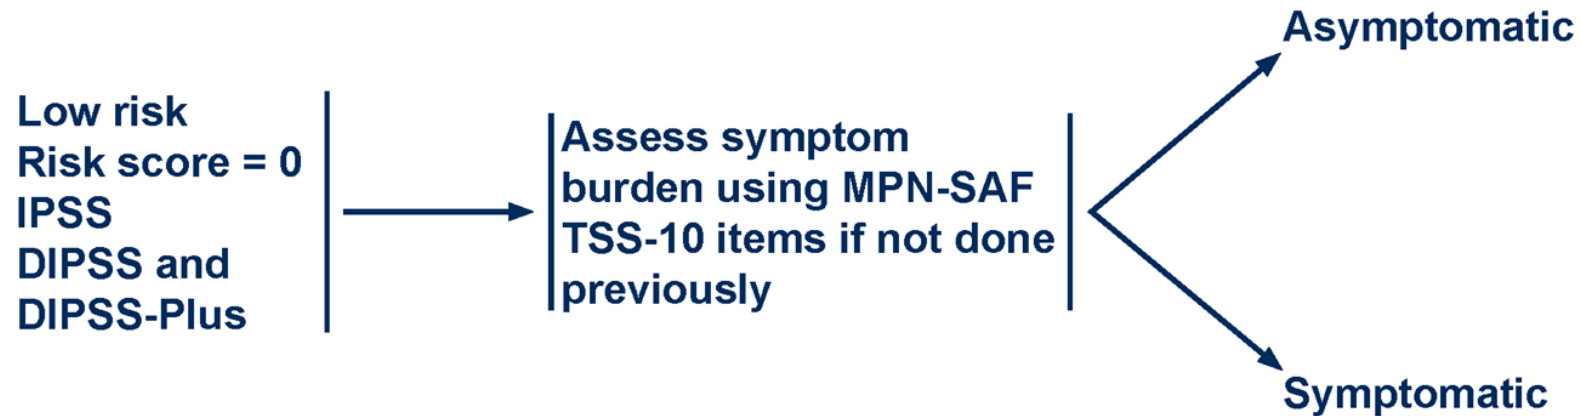 Low risk
Risk score = 0
IPSS
DIPSS and
DIPSS-Plus
Assess symptom
burden using MPN-SAF
TSS-10 items if not done
previously
Asymptomatic
Symptomatic